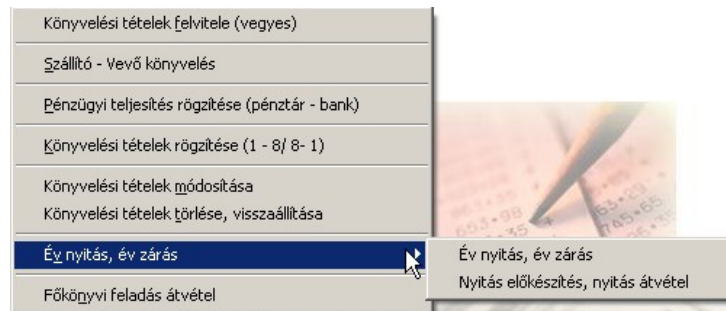 Könyvelési tételek felvitele (vegyes)
Szállító - Vevő könyvelés
Pénzügyi teljesítés rögzítése (pénztár - bank)
Könyvelési tételek rögzítése (1 - 8/ 8- 1)
Könyvelési tételek módosítása
Könyvelési tételek törlése, visszaállítása
Év nyitás, év zárás
Főkönyvi feladás átvétel
Év nyitás, év zárás
Nyitás előkészítés, nyitás átvétel